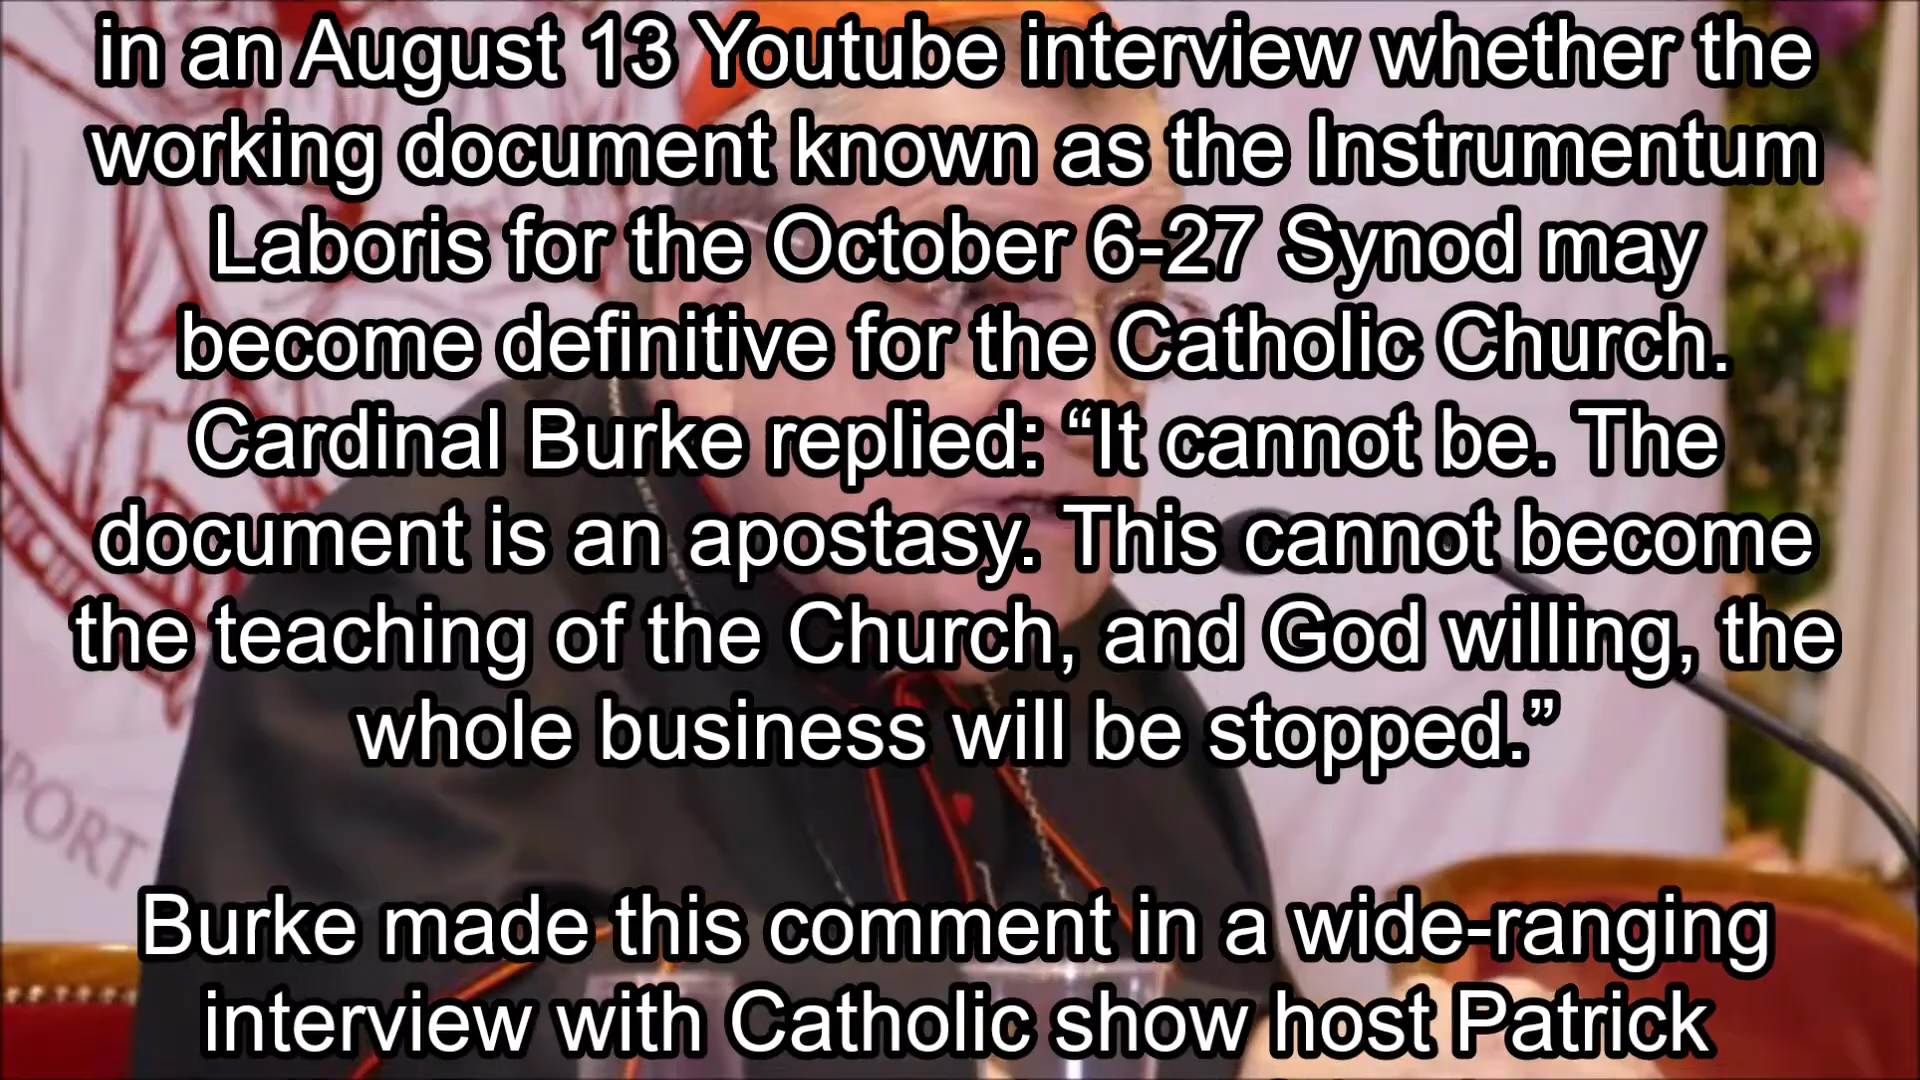 in an August 13 Youtube interview whether the
working document known as the Instrumentum
Laboris for the October 6-27 Synod may
become definitive for the Catholic Church.
Cardinal Burke replied: “It cannot be. The
document is an apostasy. This cannot become
the teaching of the Church, and God willing, the
whole business will be stopped.”
Burke made this comment in a wide-ranging
interview with Catholic show host Patrick
PORT